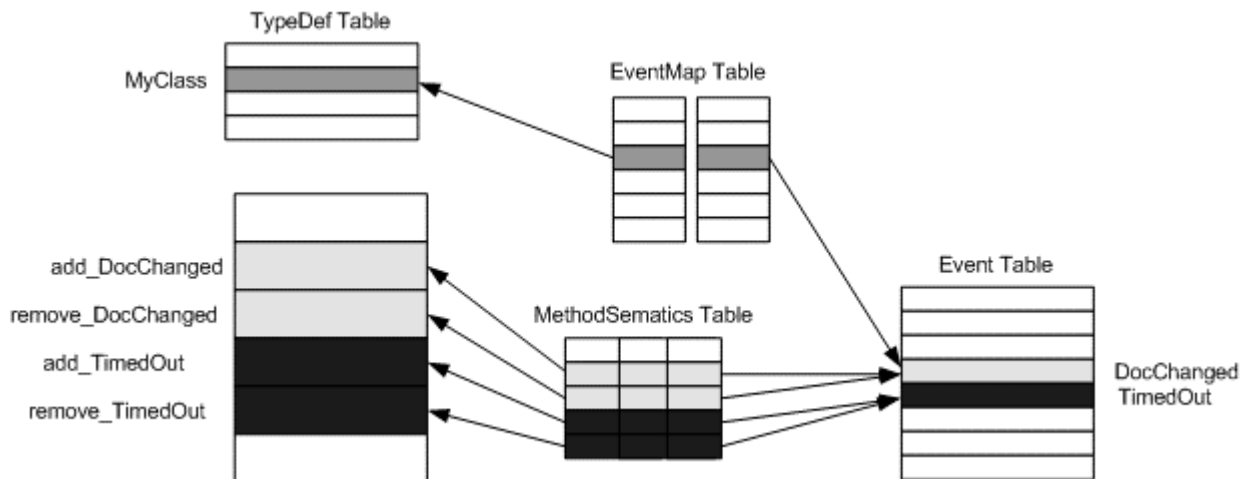 TypeDef Table
MyClass
EventMap Table
add_DocChanged
remove_DocChanged
add_TimedOut
remove_TimedOut
MethodSematics Table
Event Table
DocChanged
TimedOut